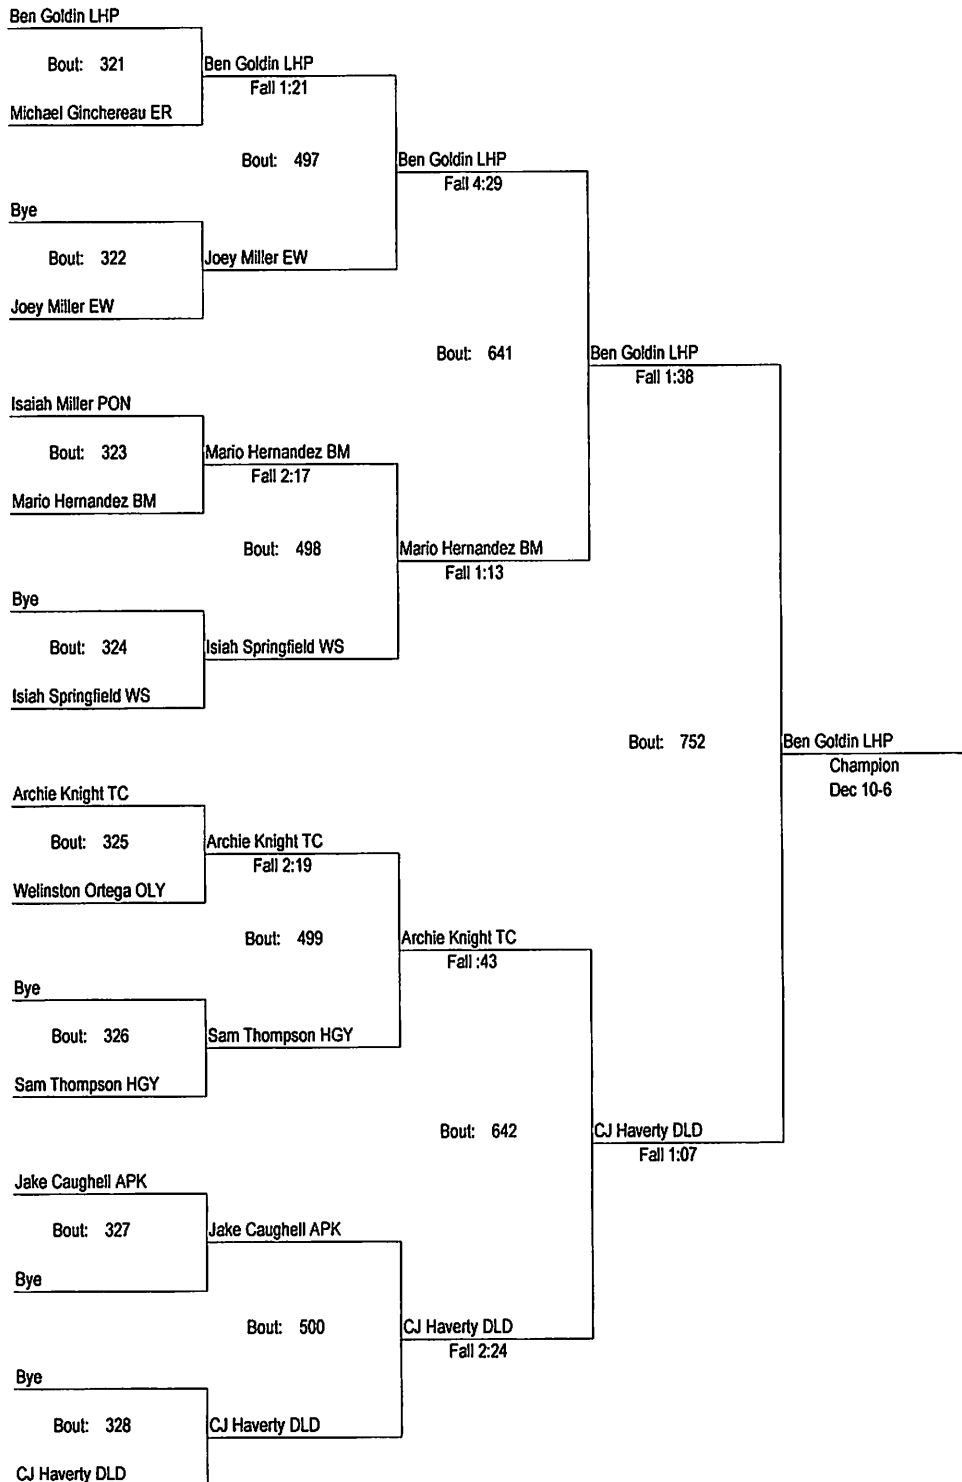 Ben Goldin LHP
Bout: 321
Ben Goldin LHP
Fall 1:21
Michael Ginchereau ER
Bout: 497
Ben Goldin LHP
Fall 4:29
Bye
Bout: 322
Joey Miller EW
Joey Miller EW
Bout: 641
Ben Goldin LHP
Fall 1:38
Isaiah Miller PON
Bout: 323
Mario Hernandez BM
Fall 2:17
Mario Hernandez BM
Bout: 498
Mario Hernandez BM
Fall 1:13
Bye
Bout: 324
Isiah Springfield WS
Isiah Springfield WS
Bout: 752
Ben Goldin LHP
Champion
Dec 10-6
Archie Knight TC
Bout: 325
Archie Knight TC
Fall 2:19
Welinston Ortega OLY
Bout: 499
Archie Knight TC
Fall :43
Bye
Bout: 326
Sam Thompson HGY
Sam Thompson HGY
Bout: 642
CJ Haverty DLD
Fall 1:07
Jake Caughell APK
Bout: 327
Jake Caughell APK
Bye
Bout: 500
CJ Haverty DLD
Fall 2:24
Bye
Bout: 328
CJ Haverty DLD
CJ Haverty DLD